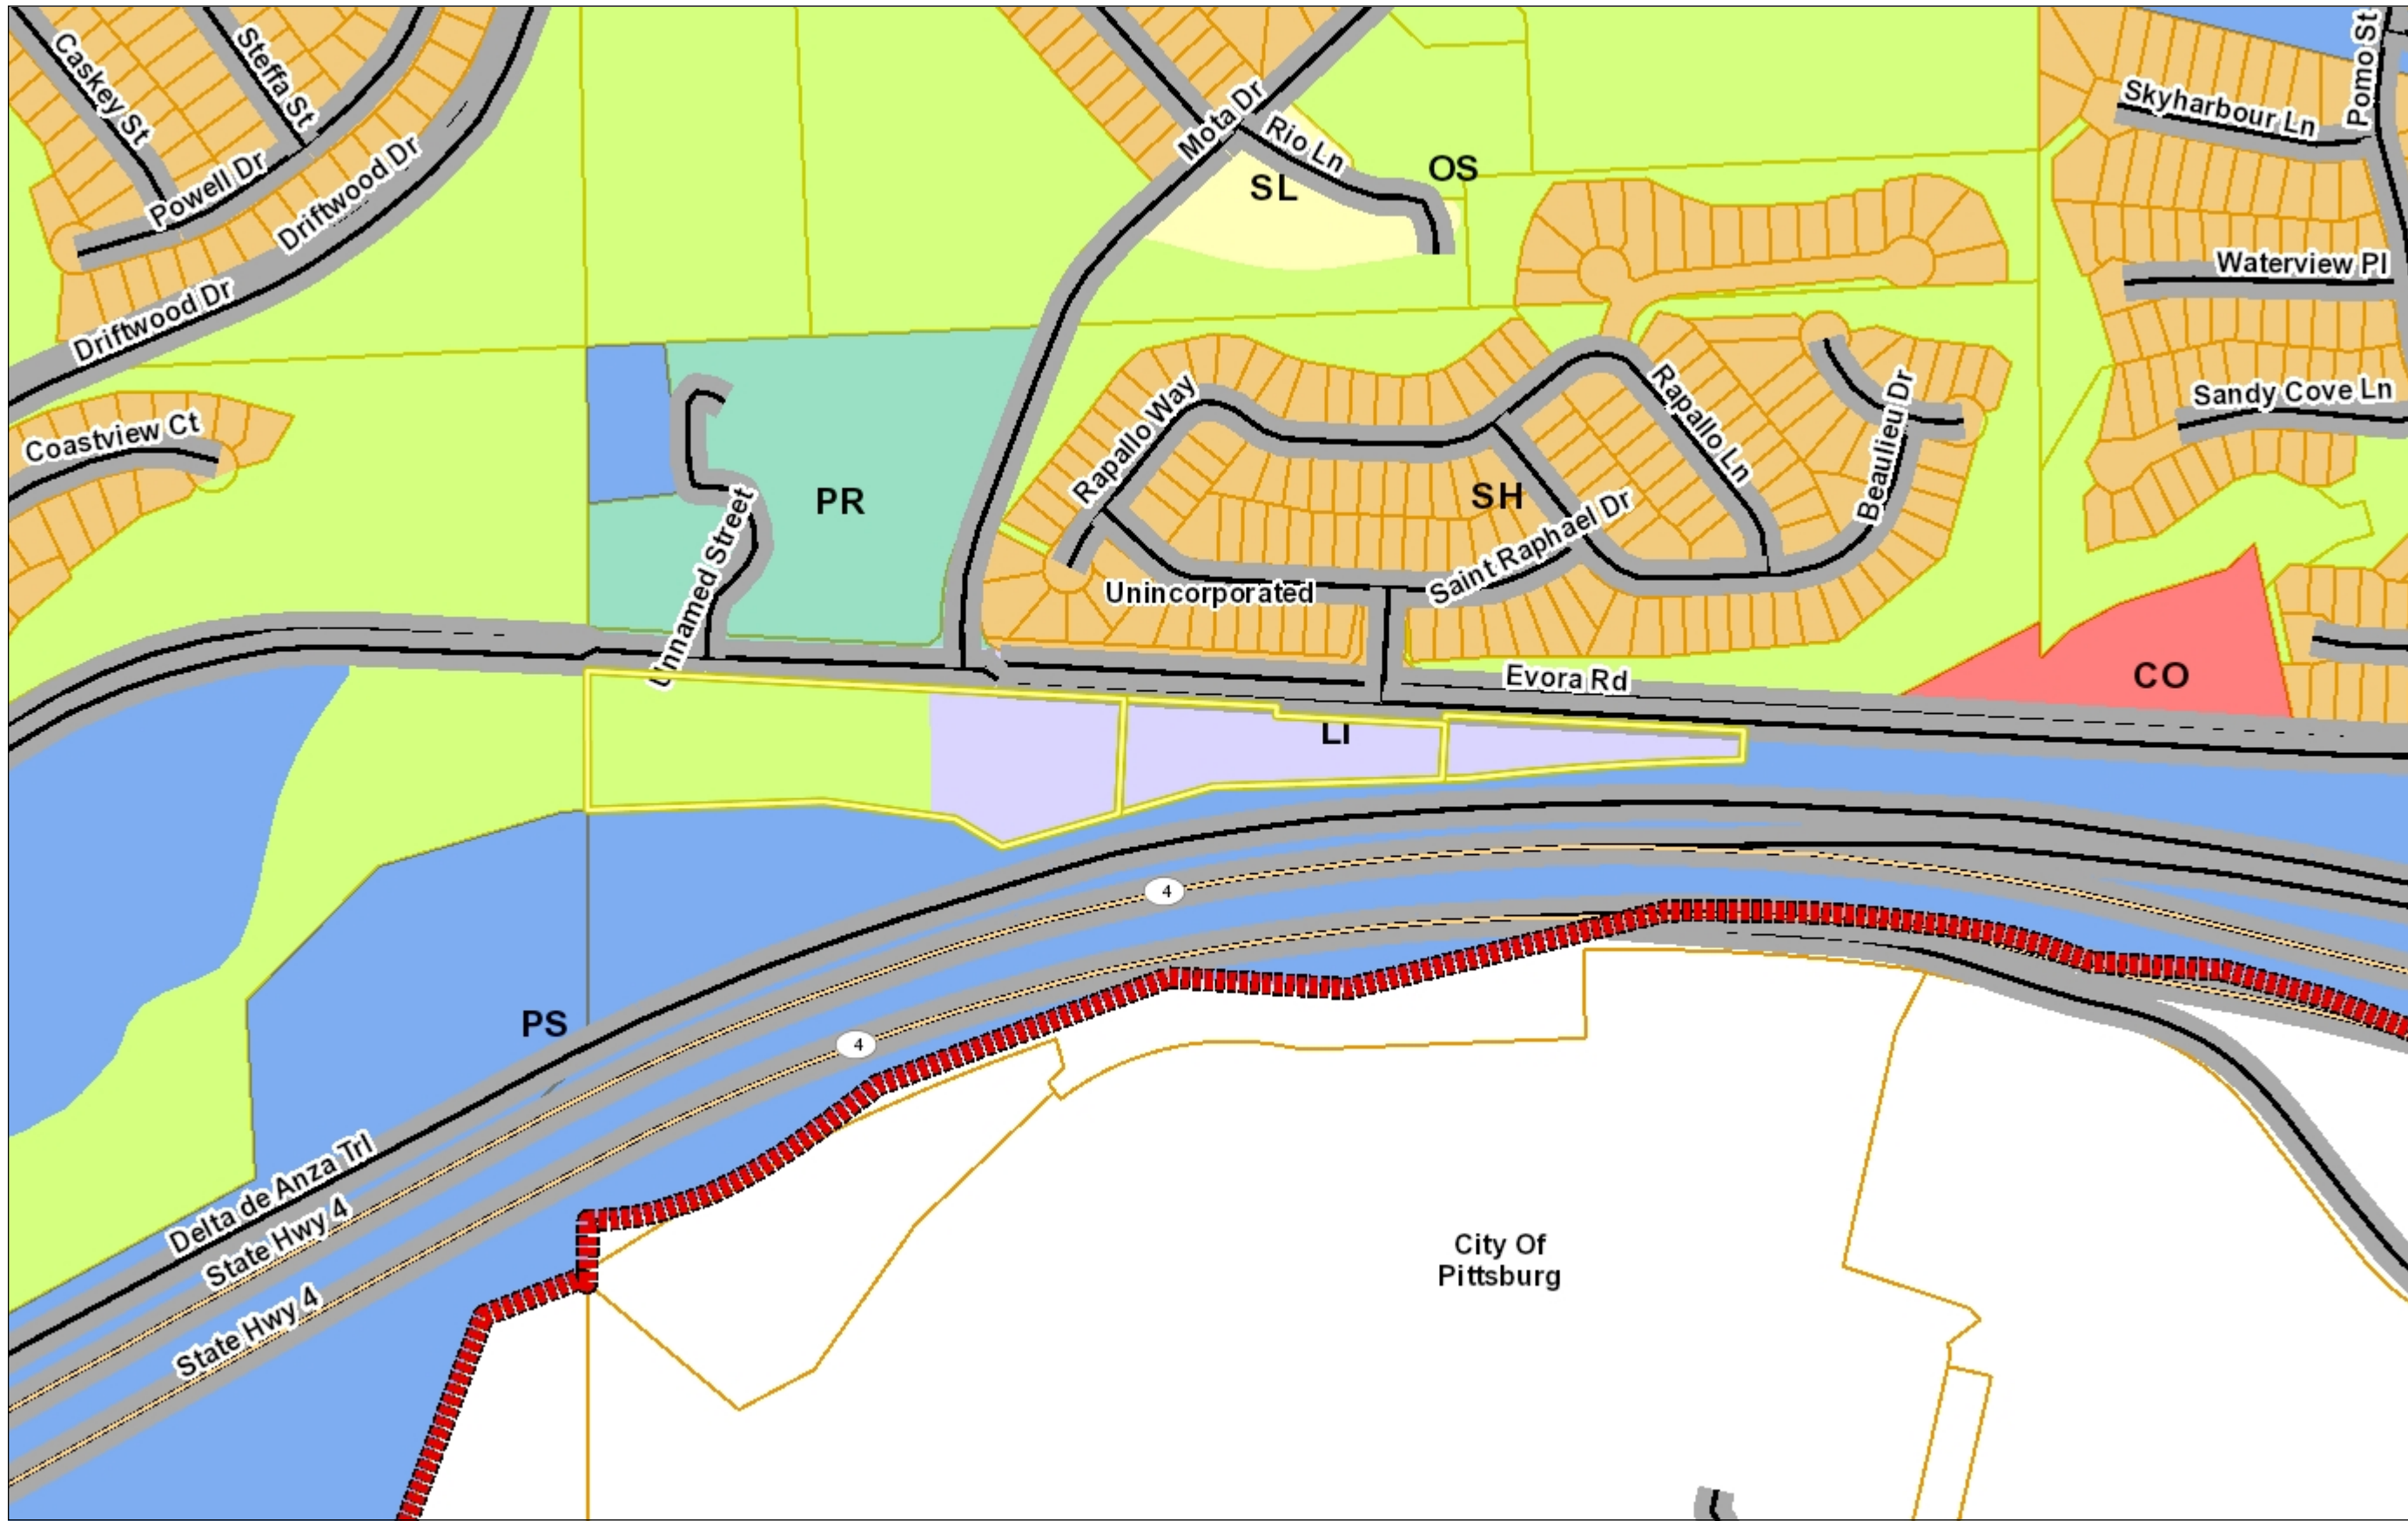 Caskey St
Steffa St
Powell Dr
Driftwood Dr
Driftwood Dr
Coastview Ct
Mota Dr
Rio Ln
SL
OS
Skyharbour Ln
Pomo St
Waterview Pl
Sandy Cove Ln
PR
Unnamed Street
Rapallo Way
Rapallo Ln
Beaulieu Dr
SH
Saint Raphael Dr
Unincorporated
Evora Rd
CO
LI
4
4
PS
Delta de Anza Trl
State Hwy 4
State Hwy 4
City Of
Pittsburg